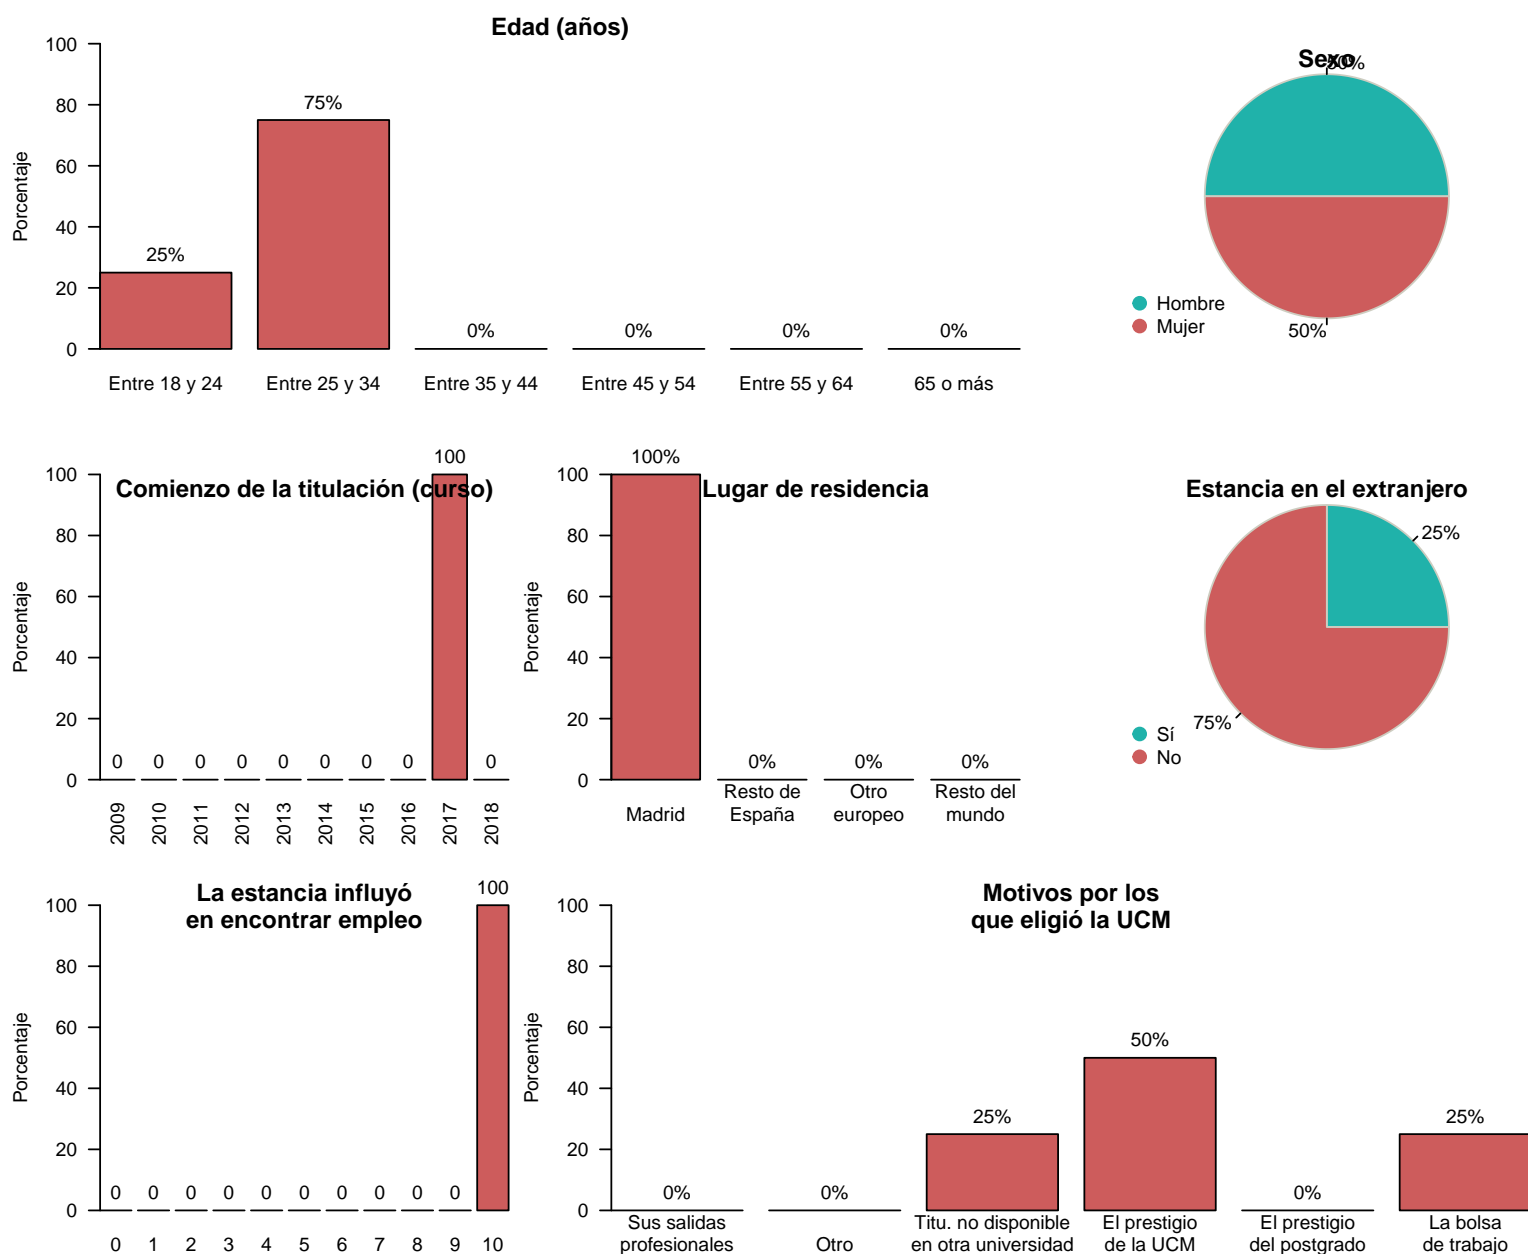 Edad (años)
Porcentaje
100
80
60
40
20
0
25%
75%
0%
0%
0%
0%
Entre 18 y 24
Entre 25 y 34
Entre 35 y 44
Entre 45 y 54
Entre 55 y 64
65 o más
Sexo
50%
50%
Hombre
Mujer
Comienzo de la titulación (curso)
Porcentaje
100
80
60
40
20
0
0
0
0
0
0
0
0
0
100
0
2009
2010
2011
2012
2013
2014
2015
2016
2017
2018
Lugar de residencia
Porcentaje
100
80
60
40
20
0
100%
0%
0%
0%
Madrid
Resto de
España
Otro
europeo
Resto del
mundo
Estancia en el extranjero
25%
75%
Sí
No
La estancia influyó
en encontrar empleo
Porcentaje
100
80
60
40
20
0
0
0
0
0
0
0
0
0
0
0
100
0
1
2
3
4
5
6
7
8
9
10
Motivos por los
que eligió la UCM
Porcentaje
100
80
60
40
20
0
0%
0%
25%
50%
0%
25%
Sus salidas
profesionales
Otro
Titu. no disponible
en otra universidad
El prestigio
de la UCM
El prestigio
del postgrado
La bolsa
de trabajo